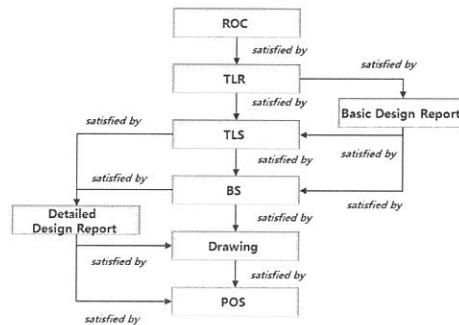 ROC
satisfied by
TLR
satisfied by
satisfied by
Basic Design Report
satisfied by
TLS
satisfied by
satisfied by
satisfied by
BS
satisfied by
Detailed
Design Report
satisfied by
Drawing
satisfied by
satisfied by
POS
satisfied by